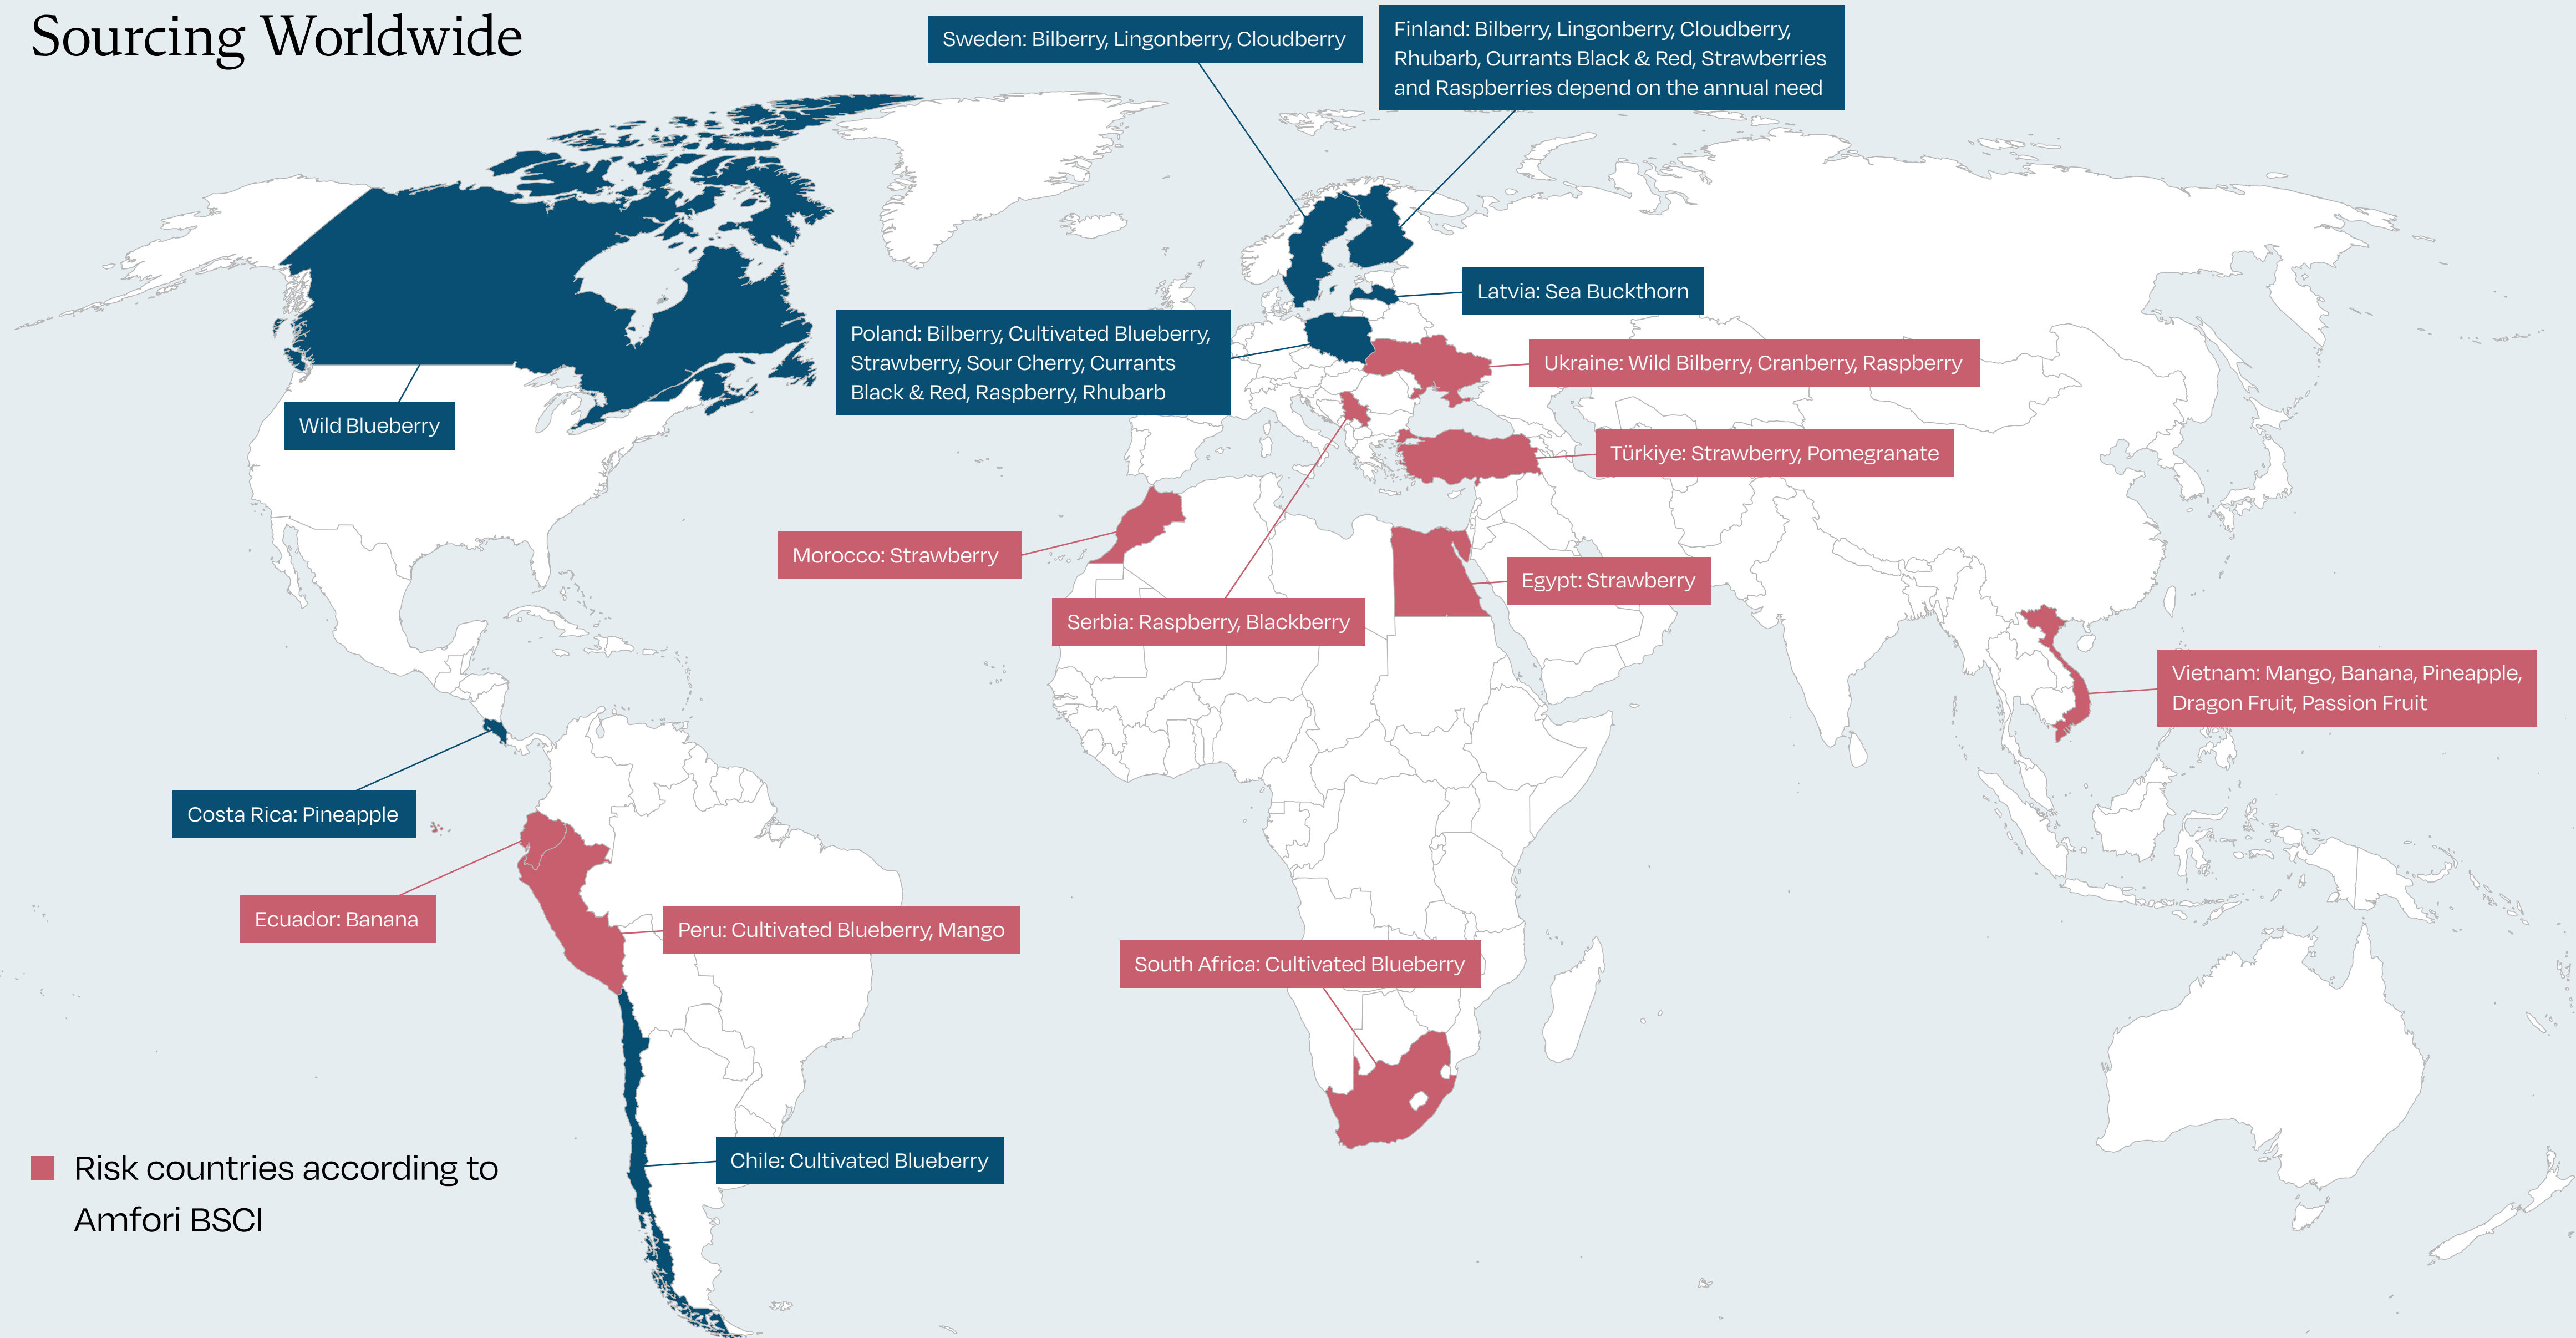 Sourcing Worldwide
Sweden: Bilberry, Lingonberry, Cloudberry
Finland: Bilberry, Lingonberry, Cloudberry,
Rhubarb, Currants Black & Red, Strawberries
and Raspberries depend on the annual need
Latvia: Sea Buckthorn
Poland: Bilberry, Cultivated Blueberry,
Strawberry, Sour Cherry, Currants
Black & Red, Raspberry, Rhubarb
Ukraine: Wild Bilberry, Cranberry, Raspberry
Wild Blueberry
Türkiye: Strawberry, Pomegranate
Morocco: Strawberry
Egypt: Strawberry
Serbia: Raspberry, Blackberry
Vietnam: Mango, Banana, Pineapple,
Dragon Fruit, Passion Fruit
Costa Rica: Pineapple
Ecuador: Banana
Peru: Cultivated Blueberry, Mango
South Africa: Cultivated Blueberry
Chile: Cultivated Blueberry
Risk countries according to
Amfori BSCI